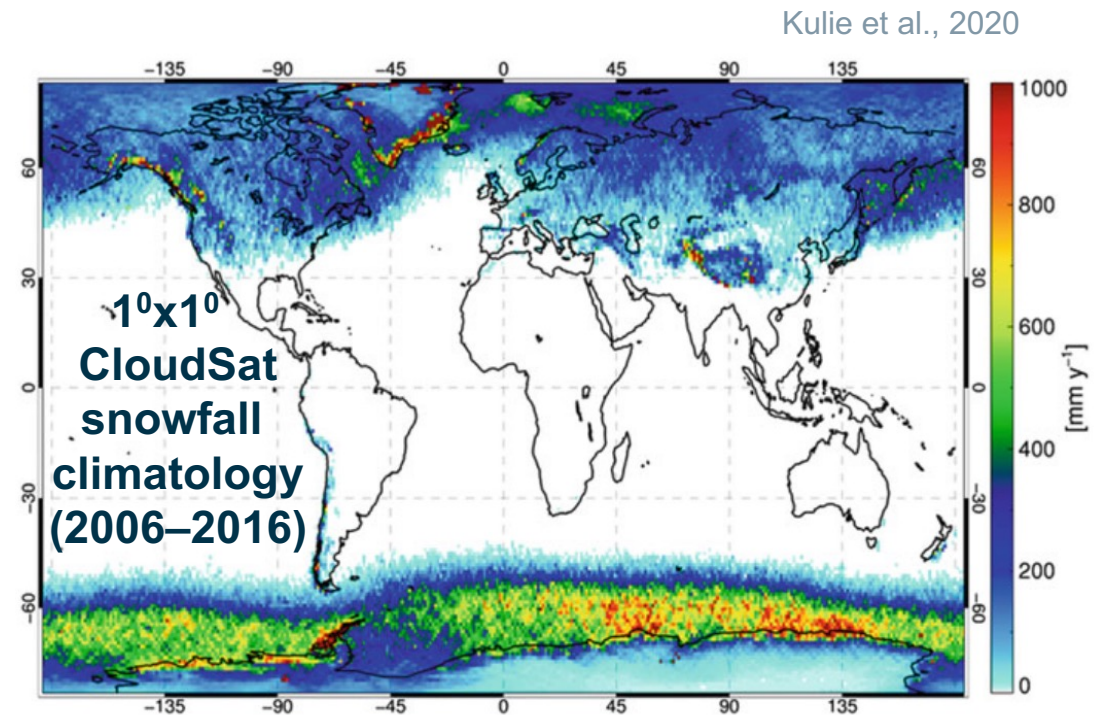 Kulie et al., 2020
−135 −90 −45 0 45 90 135
60 60
30 30
0 0
−30 −30
−60 −60
−135 −90 −45 0 45 90 135
1⁰x1⁰
CloudSat
snowfall
climatology
(2006–2016)
1000
800
600
400
200
0
[mm y⁻¹]